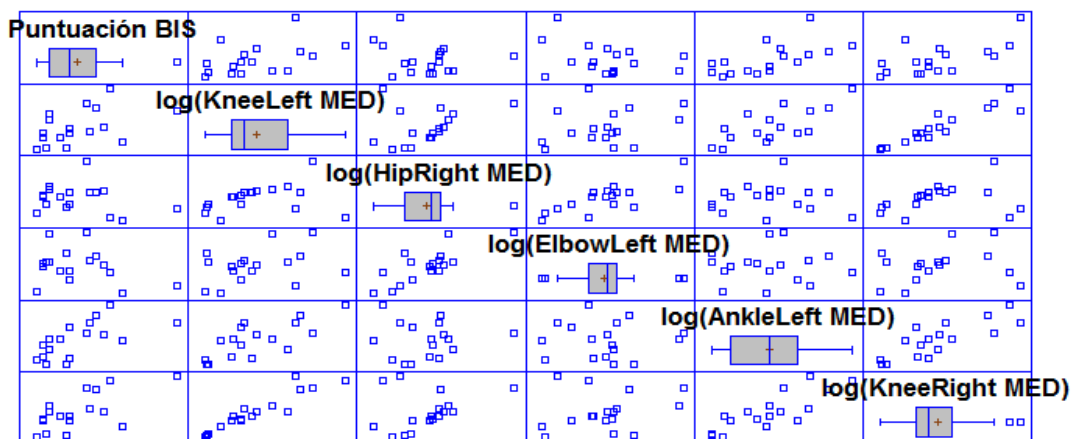 Puntuación BIS
log(KneeLeft MED)
log(HipRight MED)
log(ElbowLeft MED)
log(AnkleLeft MED)
log(KneeRight MED)